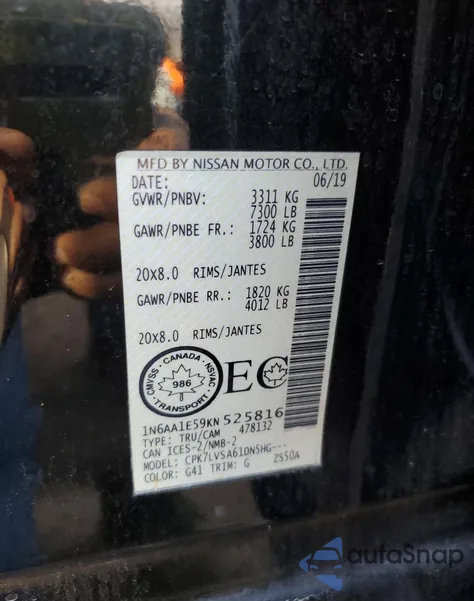 MFD BY NISSAN MOTOR CO., LTD.
DATE: 06/19
GVWR/PNBV: 3311 KG
7300 LB
GAWR/PNBE FR.: 1724 KG
3800 LB
20X8.0 RIMS/JANTES
GAWR/PNBE RR.: 1820 KG
4012 LB
20X8.0 RIMS/JANTES
CANADA
CMVSS NSVAC
986
TRANSPORT
EC
1N6AA1E59KN525816
TYPE: TRU/CAM 478132
CAN ICES-2/NMB-2
MODEL: CPK7LVSA61DN5HG---
COLOR: G41 TRIM: G 2S50A
autoSnap